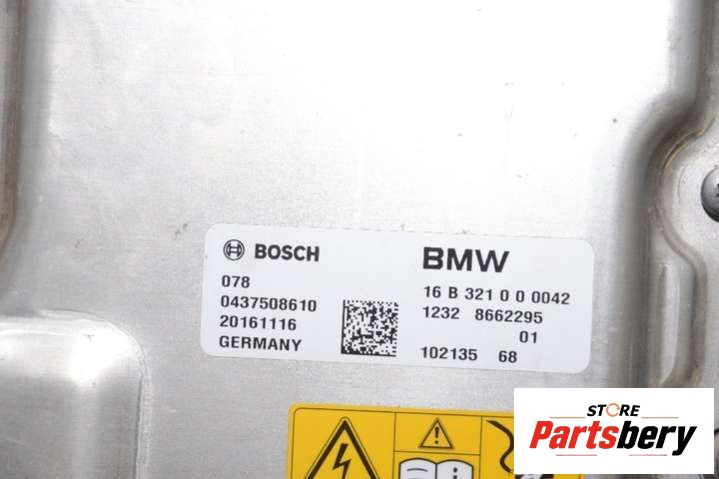 BOSCH
078
0437508610
20161116
GERMANY
BMW
16 B 321 0 0 0042
1232 8662295
01
102135 68
STORE
Partsbery